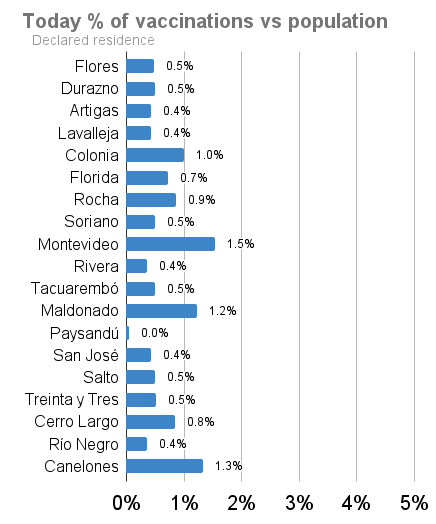 Today % of vaccinations vs population
Declared residence
Flores 0.5%
Durazno 0.5%
Artigas 0.4%
Lavalleja 0.4%
Colonia 1.0%
Florida 0.7%
Rocha 0.9%
Soriano 0.5%
Montevideo 1.5%
Rivera 0.4%
Tacuarembó 0.5%
Maldonado 1.2%
Paysandú 0.0%
San José 0.4%
Salto 0.5%
Treinta y Tres 0.5%
Cerro Largo 0.8%
Río Negro 0.4%
Canelones 1.3%
0% 1% 2% 3% 4% 5%